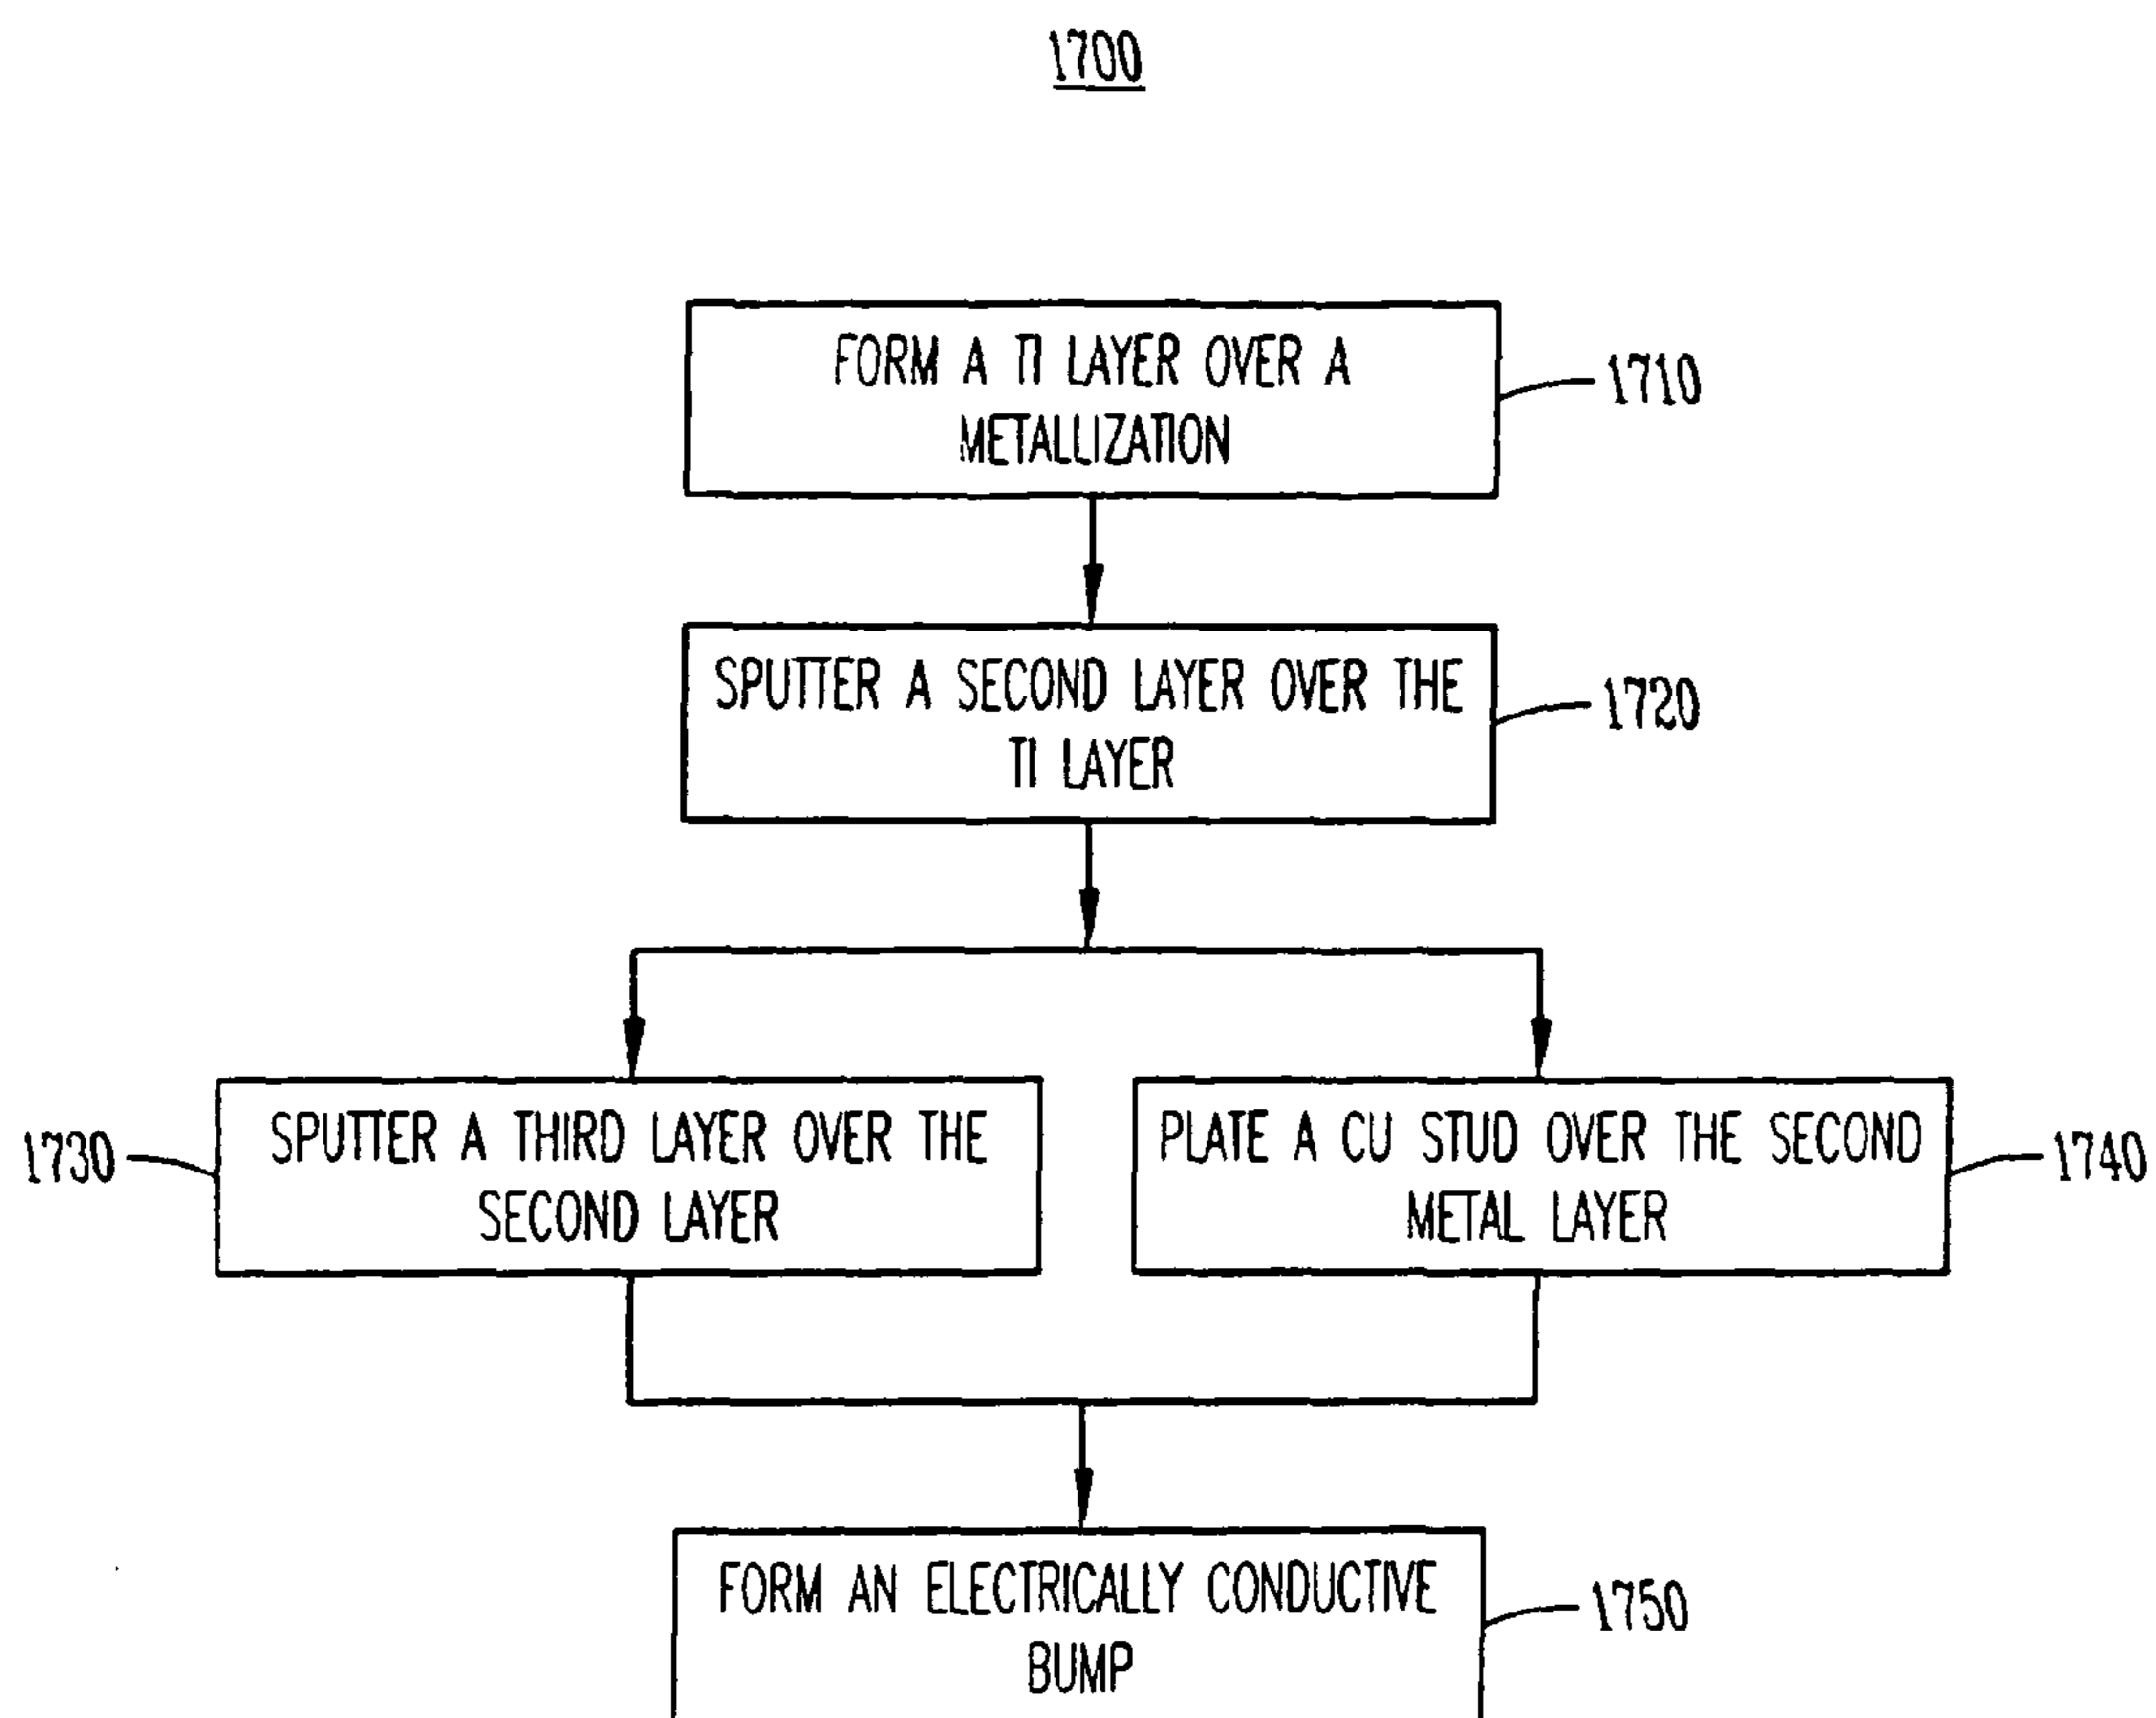 1700
FORM A TI LAYER OVER A
METALLIZATION
1710
SPUTTER A SECOND LAYER OVER THE
TI LAYER
1720
1730
SPUTTER A THIRD LAYER OVER THE
SECOND LAYER
PLATE A CU STUD OVER THE SECOND
METAL LAYER
1740
FORM AN ELECTRICALLY CONDUCTIVE
BUMP
1750